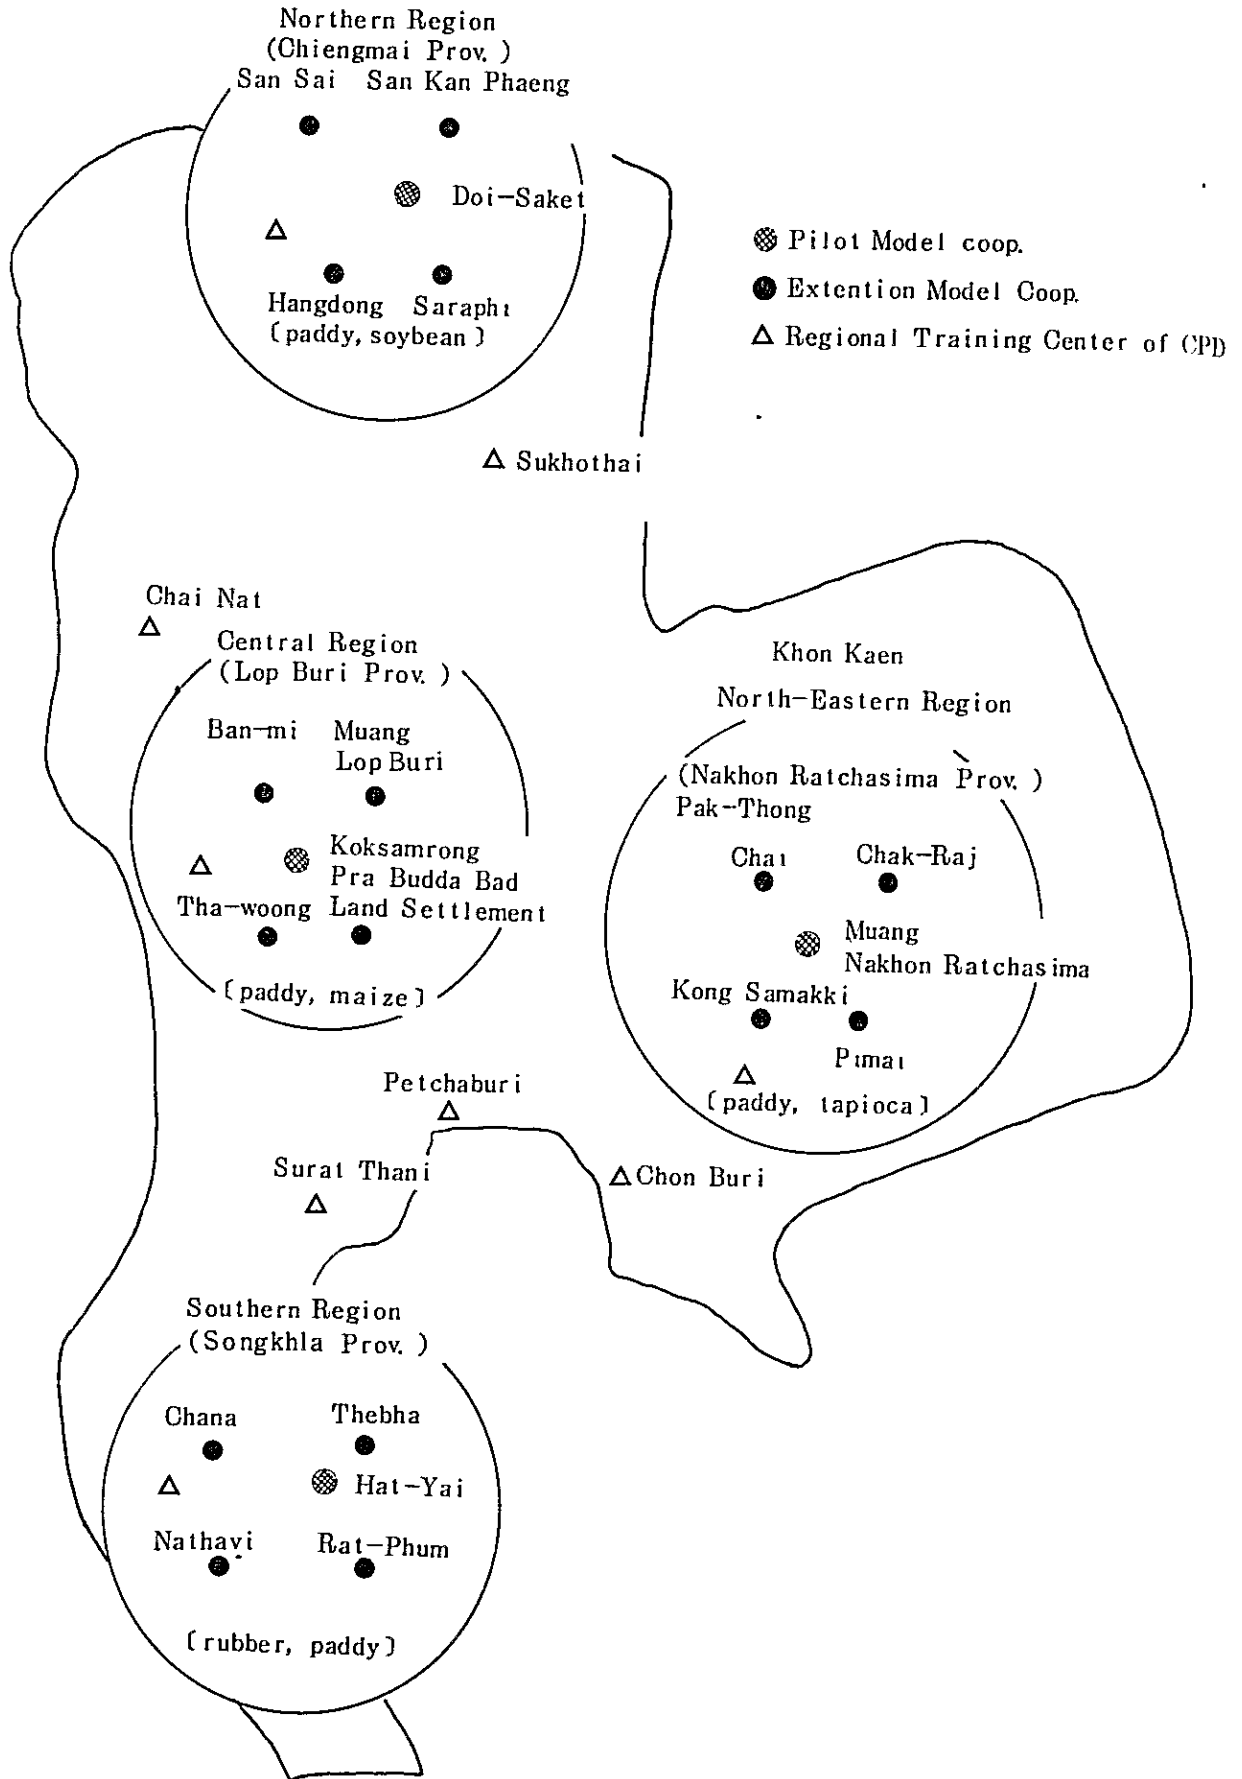 Northern Region
(Chiengmai Prov. )
San Sai San Kan Phaeng
Doi-Saket
Hangdong Saraphi
(paddy, soybean )
Pilot Model coop.
Extention Model Coop.
Regional Training Center of CPD
Sukhothai
Chai Nat
Central Region
(Lop Buri Prov. )
Ban-mi Muang
Lop Buri
Koksamrong
Pra Budda Bad
Tha-woong Land Settlement
(paddy, maize)
Khon Kaen
North-Eastern Region
(Nakhon Ratchasima Prov. )
Pak-Thong
Chai Chak-Raj
Muang
Nakhon Ratchasima
Kong Samakki
Pimai
(paddy, tapioca)
Petchaburi
Surat Thani
Chon Buri
Southern Region
(Songkhla Prov. )
Chana Thebha
Hat-Yai
Nathavi Rat-Phum
(rubber, paddy)